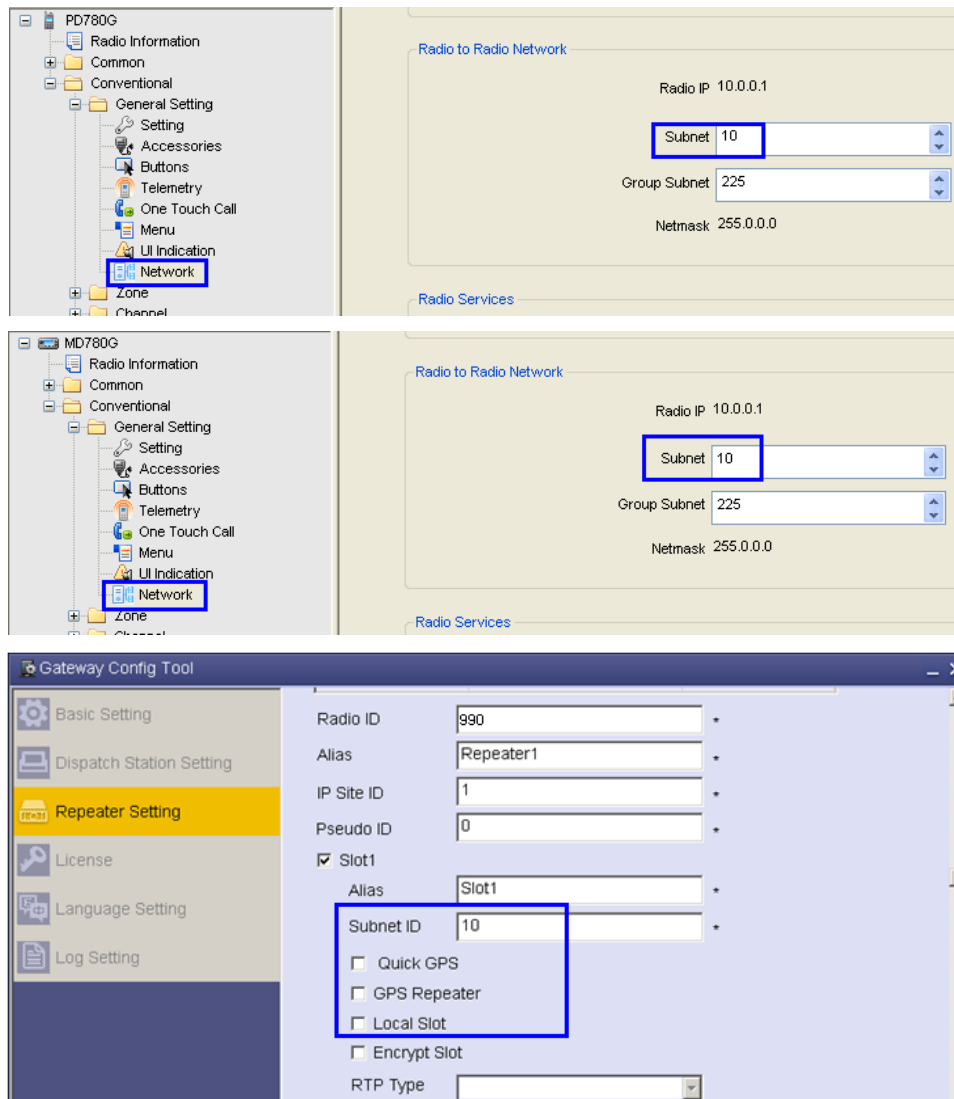 PD780G
Radio Information
Common
Conventional
General Setting
Setting
Accessories
Buttons
Telemetry
One Touch Call
Menu
UI Indication
Network
Zone
Channel
Radio to Radio Network
Radio IP 10.0.0.1
Subnet 10
Group Subnet 225
Netmask 255.0.0.0
Radio Services
MD780G
Radio Information
Common
Conventional
General Setting
Setting
Accessories
Buttons
Telemetry
One Touch Call
Menu
UI Indication
Network
Zone
Channel
Radio to Radio Network
Radio IP 10.0.0.1
Subnet 10
Group Subnet 225
Netmask 255.0.0.0
Radio Services
Gateway Config Tool
Basic Setting
Dispatch Station Setting
Repeater Setting
License
Language Setting
Log Setting
Radio ID 990 *
Alias Repeater1 *
IP Site ID 1 *
Pseudo ID 0 *
Slot1
Alias Slot1 *
Subnet ID 10 *
Quick GPS
GPS Repeater
Local Slot
Encrypt Slot
RTP Type